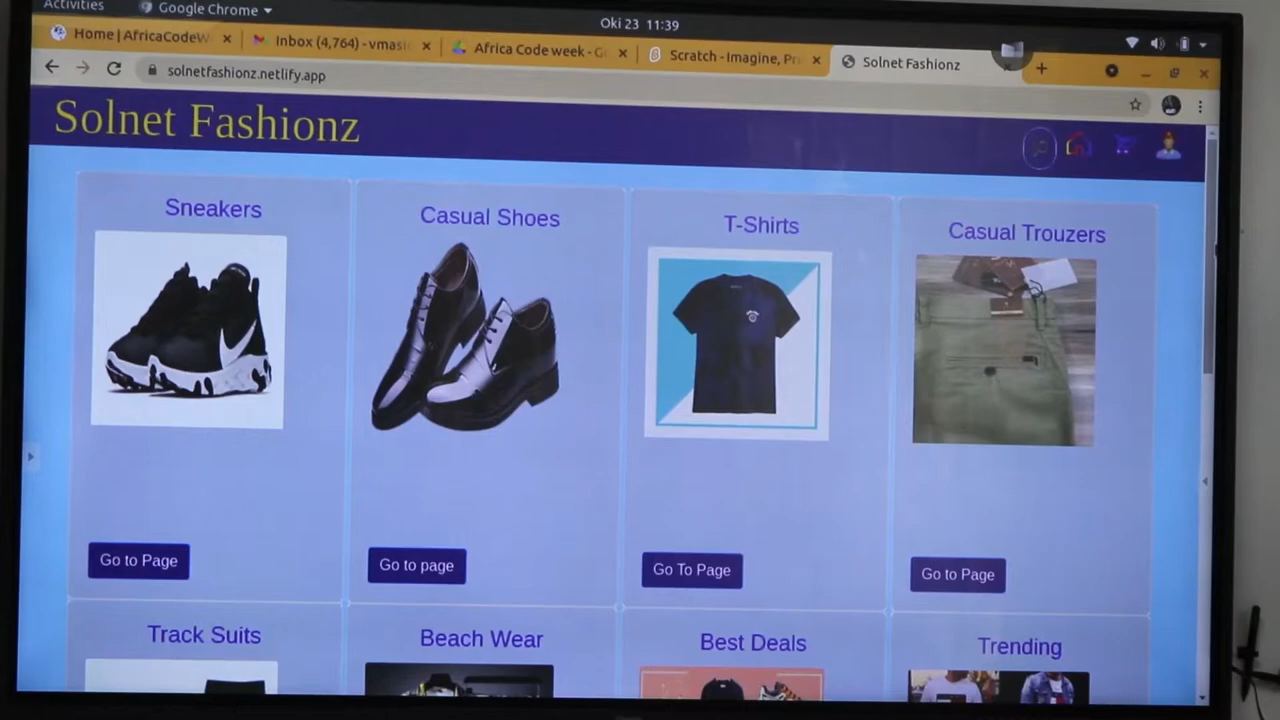 Activities
Google Chrome
Oki 23 11:39
Home | AfricaCodeW
Inbox (4,764) - vmasi
Africa Code week - G
Scratch - Imagine, Pr
Solnet Fashionz
solnetfashionz.netlify.app
Solnet Fashionz
Sneakers
Casual Shoes
T-Shirts
Casual Trouzers
Go to Page
Go to page
Go To Page
Go to Page
Track Suits
Beach Wear
Best Deals
Trending